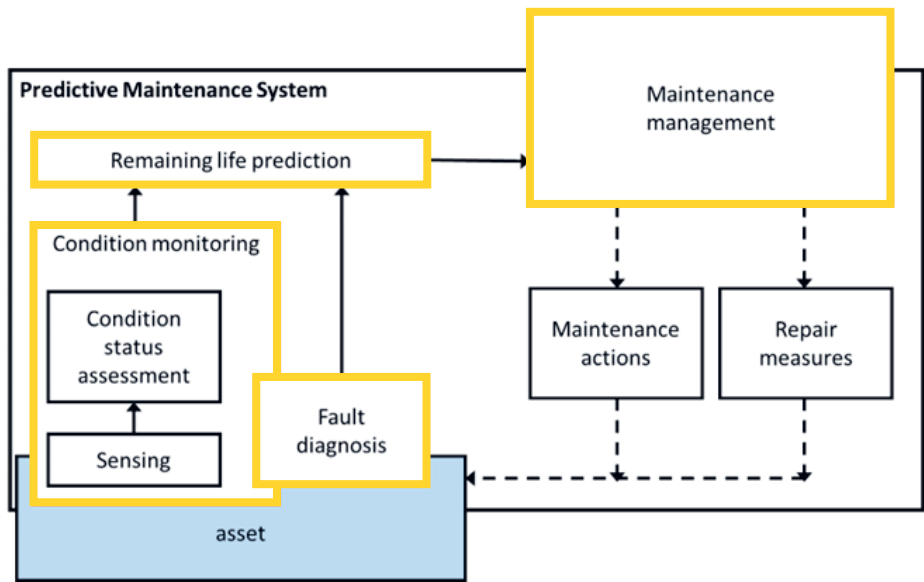 Predictive Maintenance System
Maintenance
management
Remaining life prediction
Condition monitoring
Condition
status
assessment
Sensing
Fault
diagnosis
Maintenance
actions
Repair
measures
asset